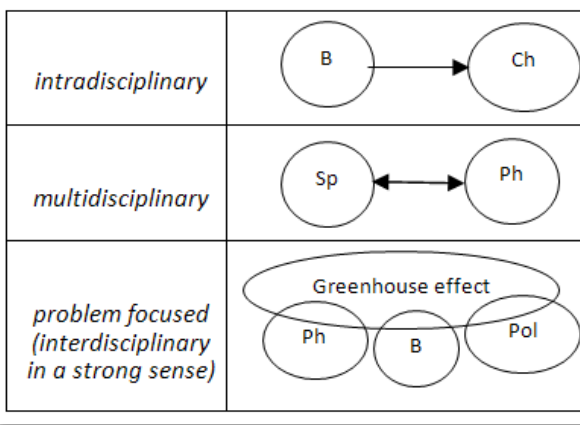 intradisciplinary
B
Ch
multidisciplinary
Sp
Ph
problem focused
(interdisciplinary
in a strong sense)
Greenhouse effect
Ph
B
Pol